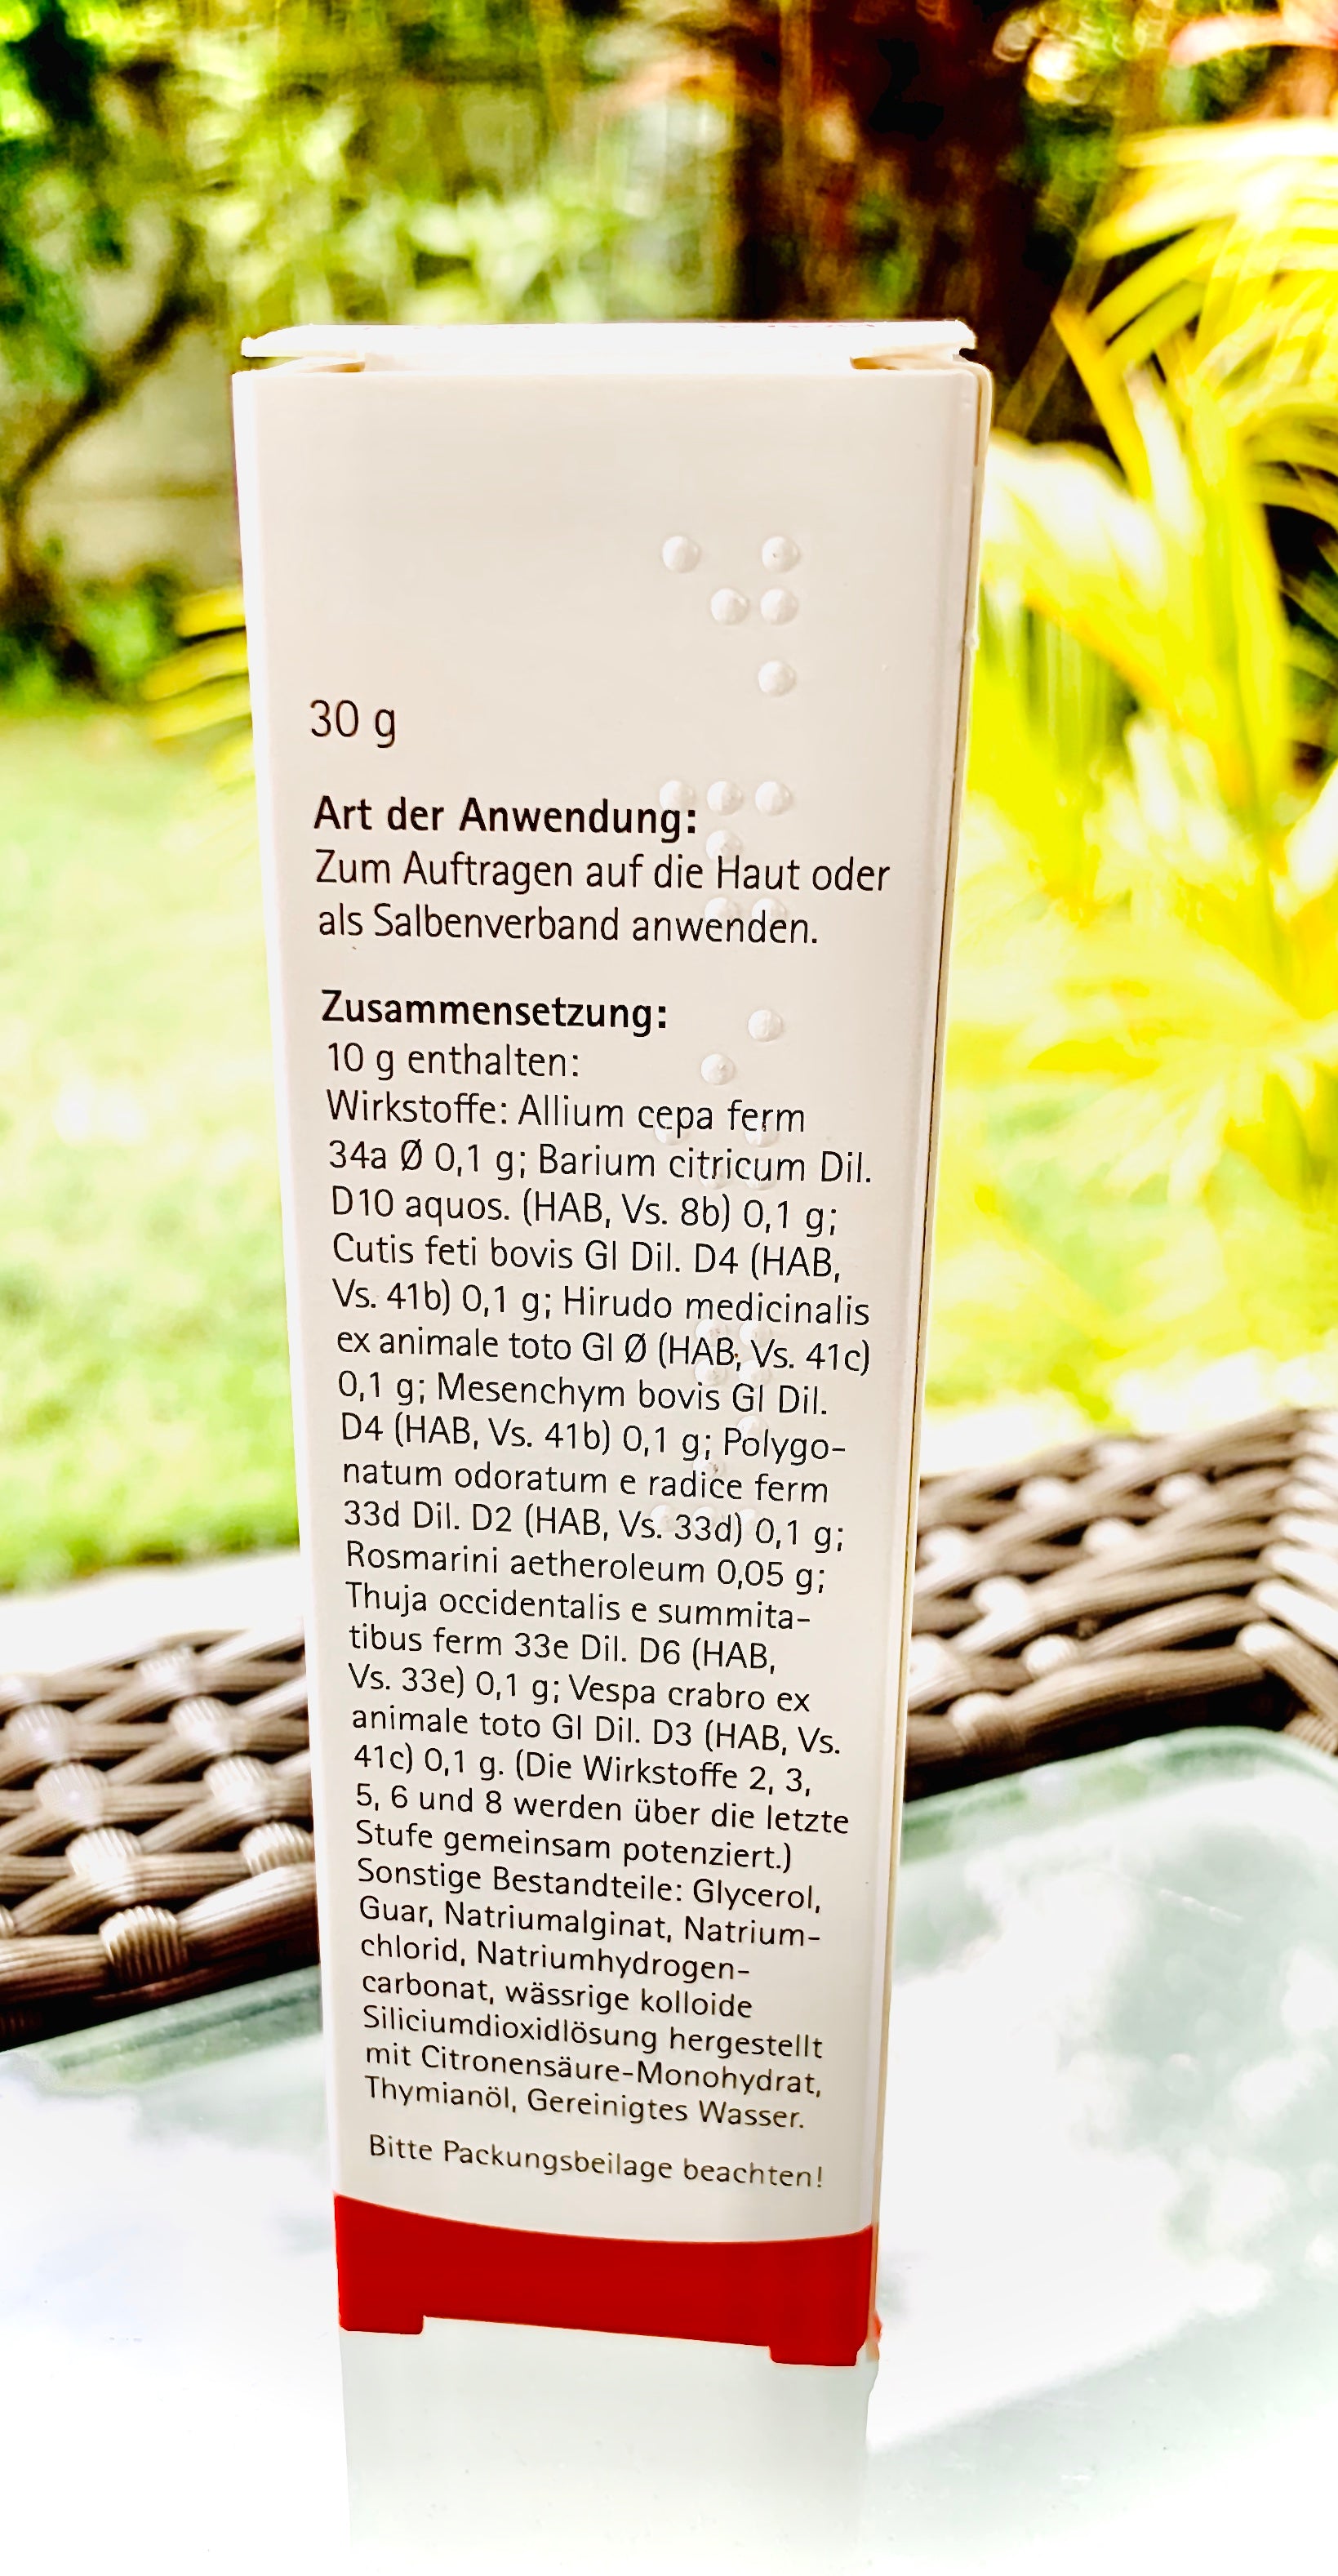 30 g
Art der Anwendung:
Zum Auftragen auf die Haut oder
als Salbenverband anwenden.
Zusammensetzung:
10 g enthalten:
Wirkstoffe: Allium cepa ferm
34a Ø 0,1 g; Barium citricum Dil.
D10 aquos. (HAB, Vs. 8b) 0,1 g;
Cutis feti bovis Gl Dil. D4 (HAB,
Vs. 41b) 0,1 g; Hirudo medicinalis
ex animale toto Gl Ø (HAB, Vs. 41c)
0,1 g; Mesenchym bovis Gl Dil.
D4 (HAB, Vs. 41b) 0,1 g; Polygo-
natum odoratum e radice ferm
33d Dil. D2 (HAB, Vs. 33d) 0,1 g;
Rosmarini aetheroleum 0,05 g;
Thuja occidentalis e summita-
tibus ferm 33e Dil. D6 (HAB,
Vs. 33e) 0,1 g; Vespa crabro ex
animale toto Gl Dil. D3 (HAB, Vs.
41c) 0,1 g. (Die Wirkstoffe 2, 3,
5, 6 und 8 werden über die letzte
Stufe gemeinsam potenziert.)
Sonstige Bestandteile: Glycerol,
Guar, Natriumalginat, Natrium-
chlorid, Natriumhydrogen-
carbonat, wässrige kolloide
Siliciumdioxidlösung hergestellt
mit Citronensäure-Monohydrat,
Thymianöl, Gereinigtes Wasser.
Bitte Packungsbeilage beachten!